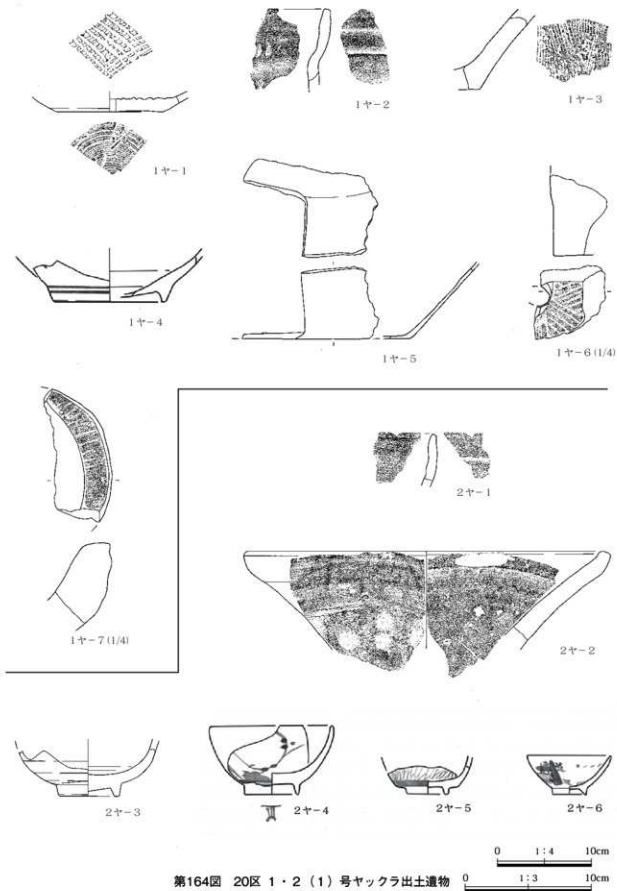 1ヤ-1
1ヤ-2
1ヤ-3
1ヤ-4
1ヤ-5
1ヤ-6 (1/4)
1ヤ-7 (1/4)
2ヤ-1
2ヤ-2
2ヤ-3
2ヤ-4
2ヤ-5
2ヤ-6
0 1:4 10cm
第164図 20区 1・2（1）号ヤックラ出土遺物
0 1:3 10cm